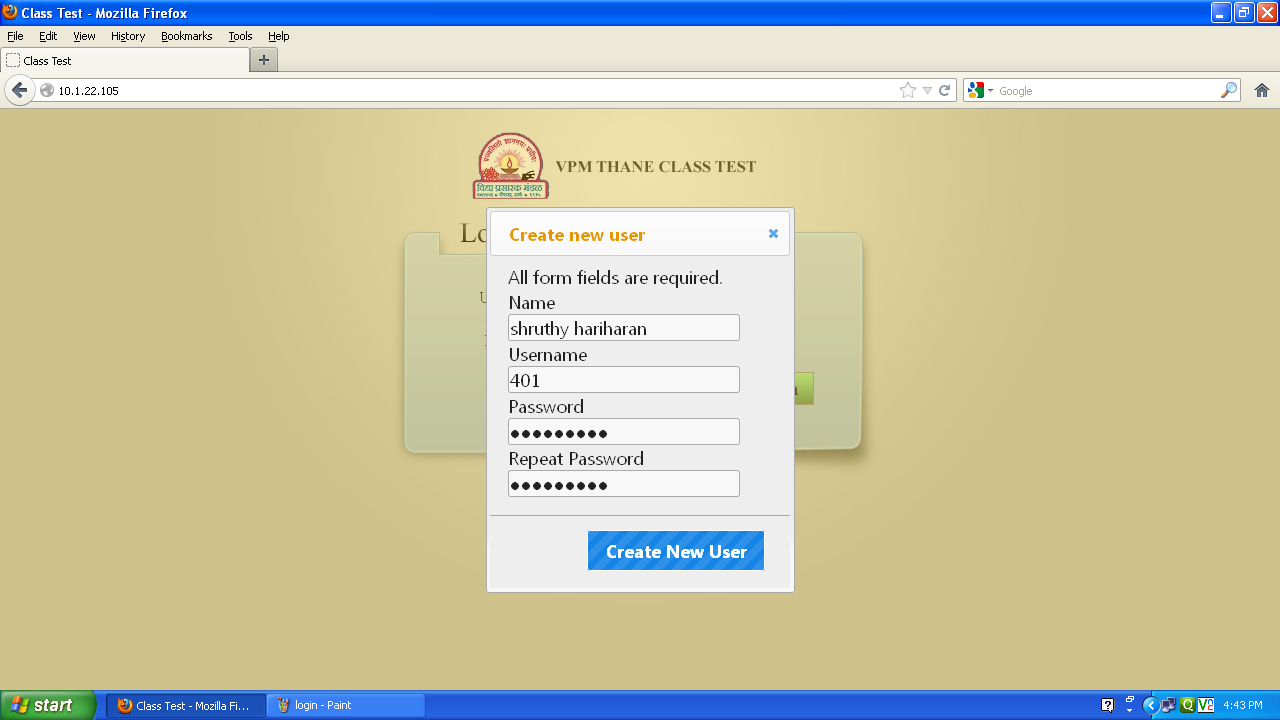 Class Test - Mozilla Firefox
File Edit View History Bookmarks Tools Help
Class Test
10.1.22.105
Google
VPM THANE CLASS TEST
विद्या प्रसारक मंडळ
Lo
Create new user
All form fields are required.
Name
shruthy hariharan
Username
401
Password
Repeat Password
Create New User
start
Class Test - Mozilla Fi...
login - Paint
4:43 PM